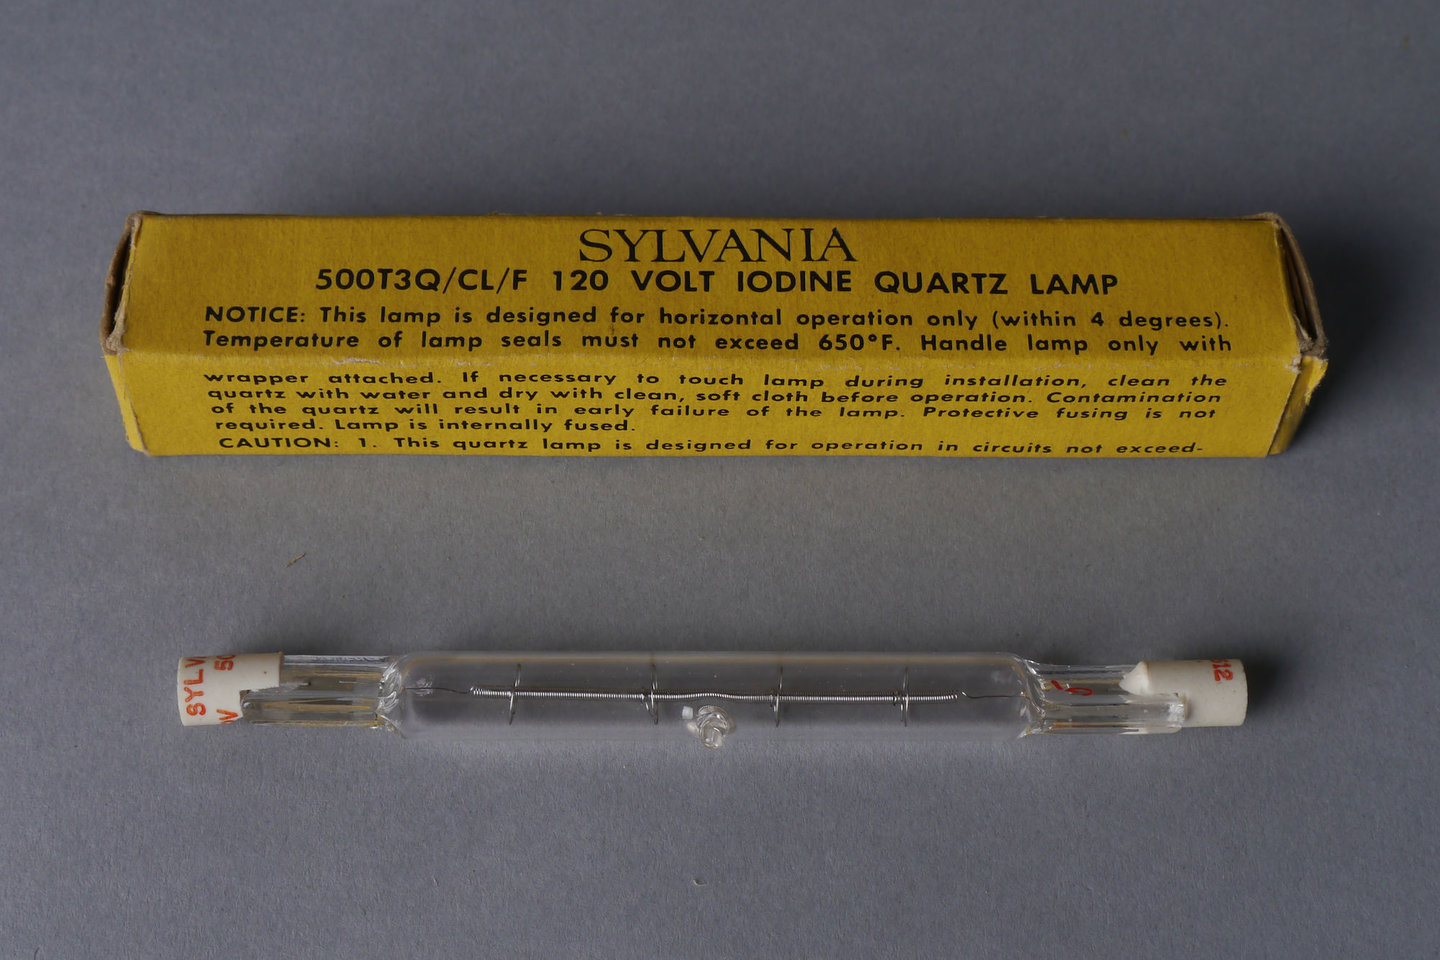 SYLVANIA
500T3Q/CL/F 120 VOLT IODINE QUARTZ LAMP
NOTICE: This lamp is designed for horizontal operation only (within 4 degrees).
Temperature of lamp seals must not exceed 650°F. Handle lamp only with
wrapper attached. If necessary to touch lamp during installation, clean the
quartz with water and dry with clean, soft cloth before operation. Contamination
of the quartz will result in early failure of the lamp. Protective fusing is not
required. Lamp is internally fused.
CAUTION: 1. This quartz lamp is designed for operation in circuits not exceed-
SYLV